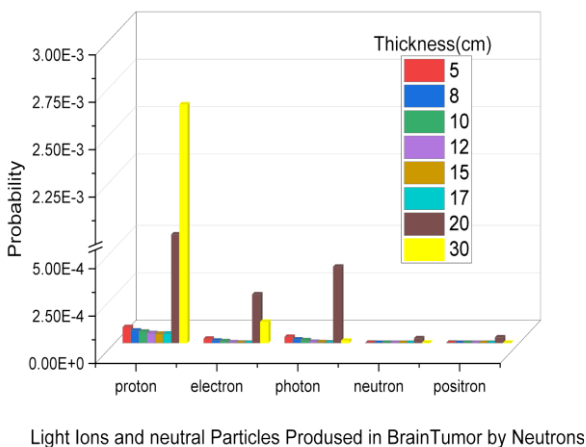 Thickness(cm)
5
8
10
12
15
17
20
30
Probability
3.00E-3
2.75E-3
2.50E-3
2.25E-3
5.00E-4
2.50E-4
0.00E+0
proton electron photon neutron positron
Light Ions and neutral Particles Prodused in BrainTumor by Neutrons